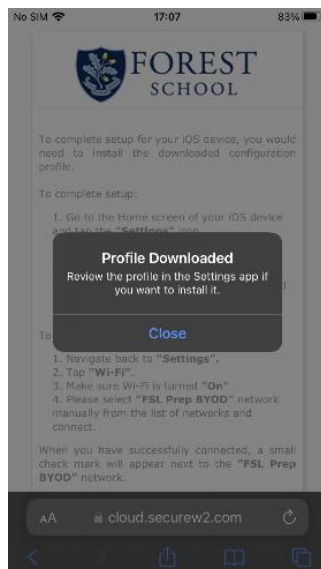 No SIM 17:07 83%
FOREST
SCHOOL
To complete setup for your iOS device, you would
need to install the downloaded configuration
profile.
To complete setup:
1. Go to the Home screen of your iOS device
and tap the "Settings" icon
Profile Downloaded
Review the profile in the Settings app if
you want to install it.
Close
To
1. Navigate back to "Settings".
2. Tap "Wi-Fi".
3. Make sure Wi-Fi is turned "On"
4. Please select "FSL Prep BYOD" network
manually from the list of networks and
connect.
When you have successfully connected, a small
check mark will appear next to the "FSL Prep
BYOD" network.
AA cloud.securew2.com